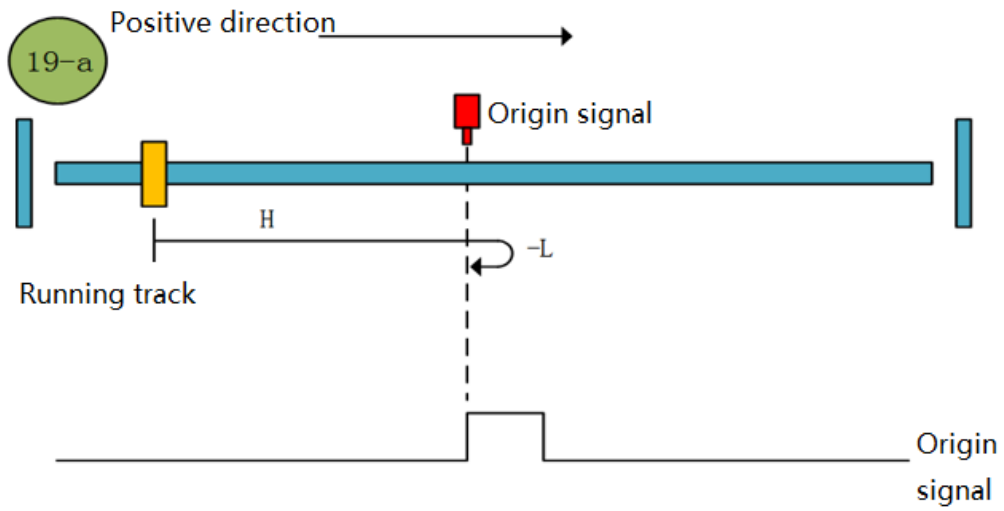 Positive direction
19-a
Origin signal
H
-L
Running track
Origin
signal